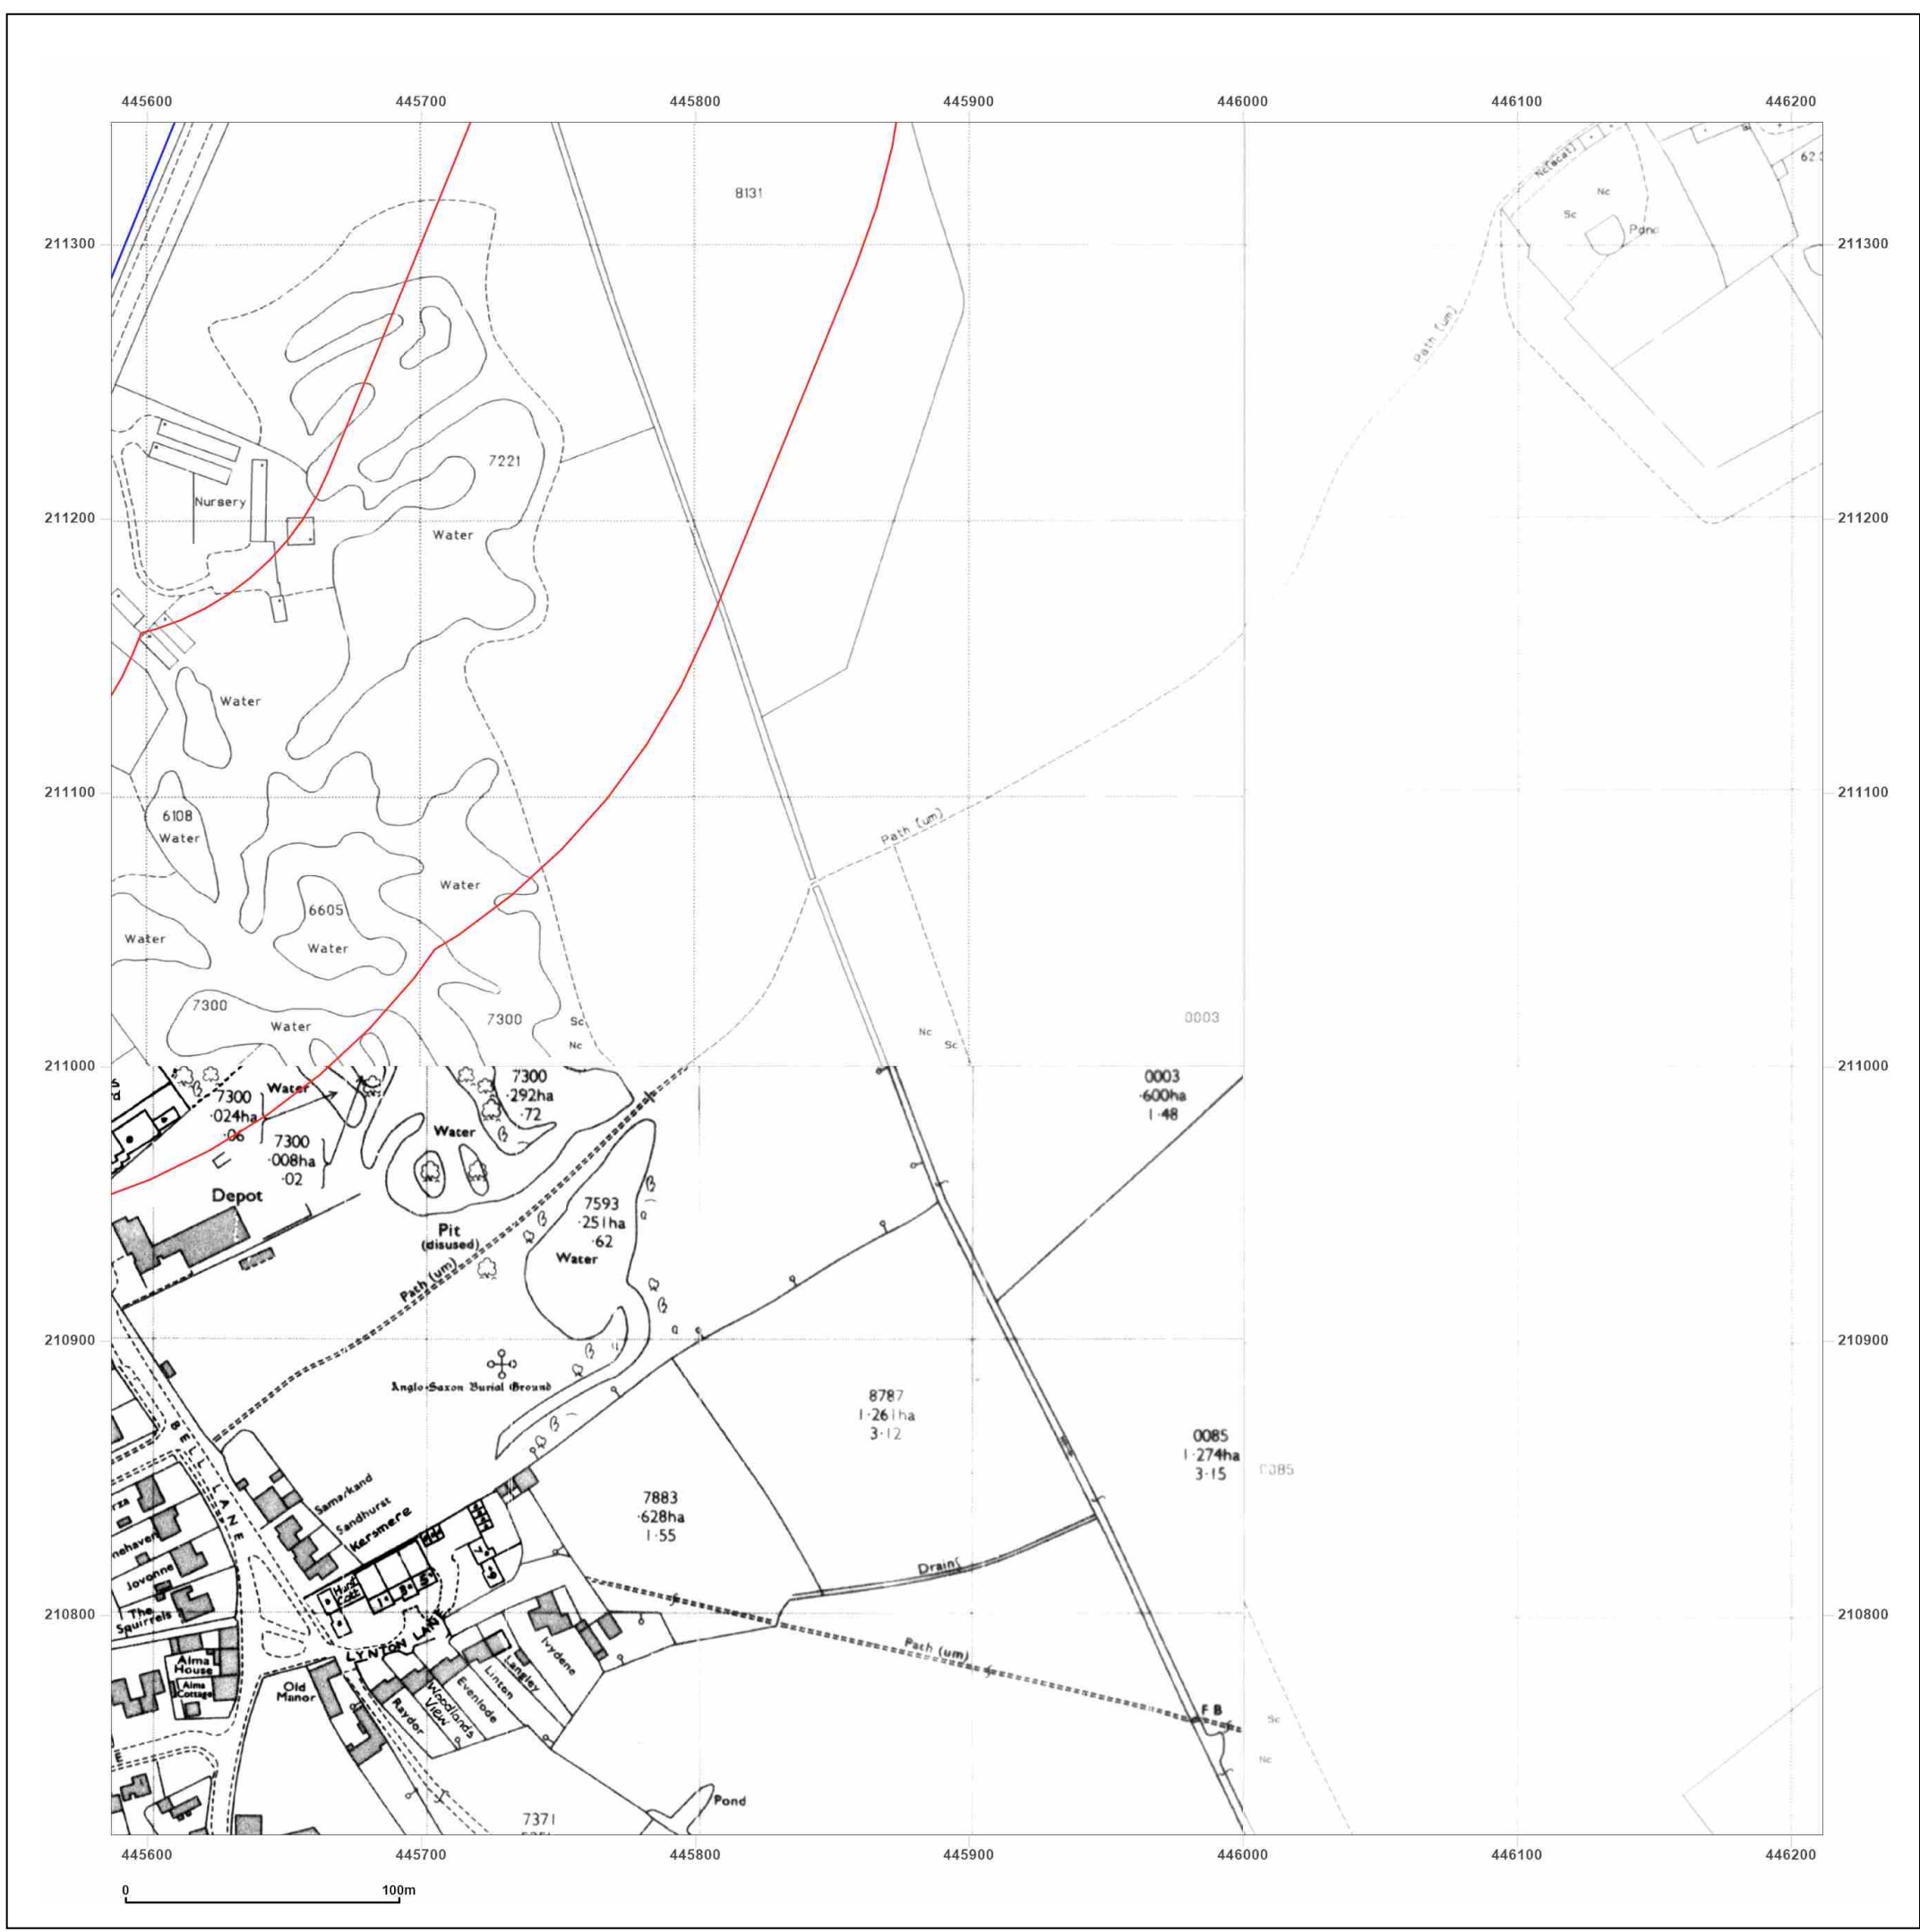 445600 445700 445800 445900 446000 446100 446200
8131
Nc
Sc
211300
211300
Path (um)
7221
Nursery
211200
211200
Water
Water
211100
211100
6108
Water
Path (um)
Water
6605
Water
Water
7300
Water
7300
Sc
Nc
0003
Nc
Sc
211000
211000
7300
·024ha
·06
Water
7300
·292ha
·72
0003
·600ha
1·48
7300
·008ha
·02
Water
Depot
7593
·251ha
·62
Water
Pit
(disused)
Path (um)
210900
210900
Anglo-Saxon Burial Ground
8787
1·261ha
3·12
BELL LANE
0085
1·274ha
3·15
0085
Samarkand
Sandhurst
Kersmere
7883
·628ha
1·55
Jovonne
The
Squirrels
Drain
210800
210800
LYNTON LANE
Ivydene
Path (um)
Alma
House
Alma
Cottage
Old
Manor
Langley
Linton
Evenlode
Woodlands
View
Raydor
F B
Sc
Nc
Pond
7371
445600 445700 445800 445900 446000 446100 446200
0 100m